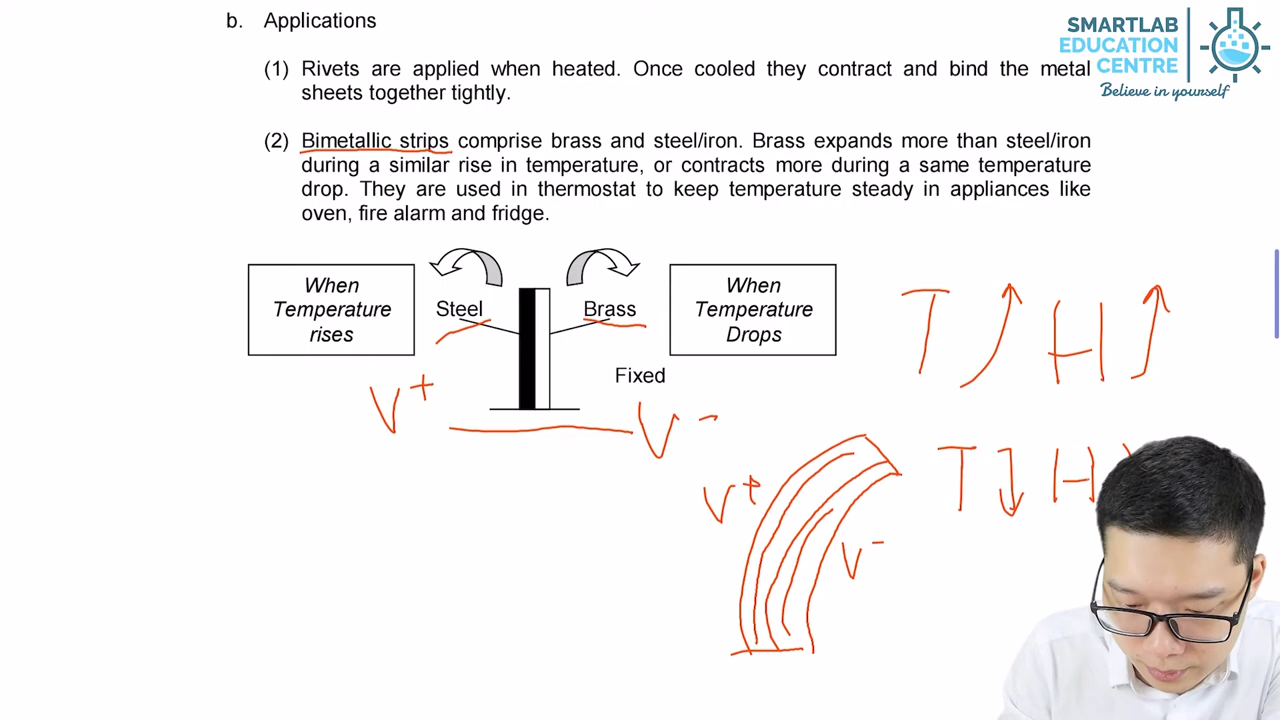 b. Applications
SMARTLAB
EDUCATION
CENTRE
Believe in yourself
(1) Rivets are applied when heated. Once cooled they contract and bind the metal
sheets together tightly.
(2) Bimetallic strips comprise brass and steel/iron. Brass expands more than steel/iron
during a similar rise in temperature, or contracts more during a same temperature
drop. They are used in thermostat to keep temperature steady in appliances like
oven, fire alarm and fridge.
When
Temperature
rises
Steel
Brass
When
Temperature
Drops
Fixed
T ↑ H ↑
V+
V-
T ↓ H
V+
V-